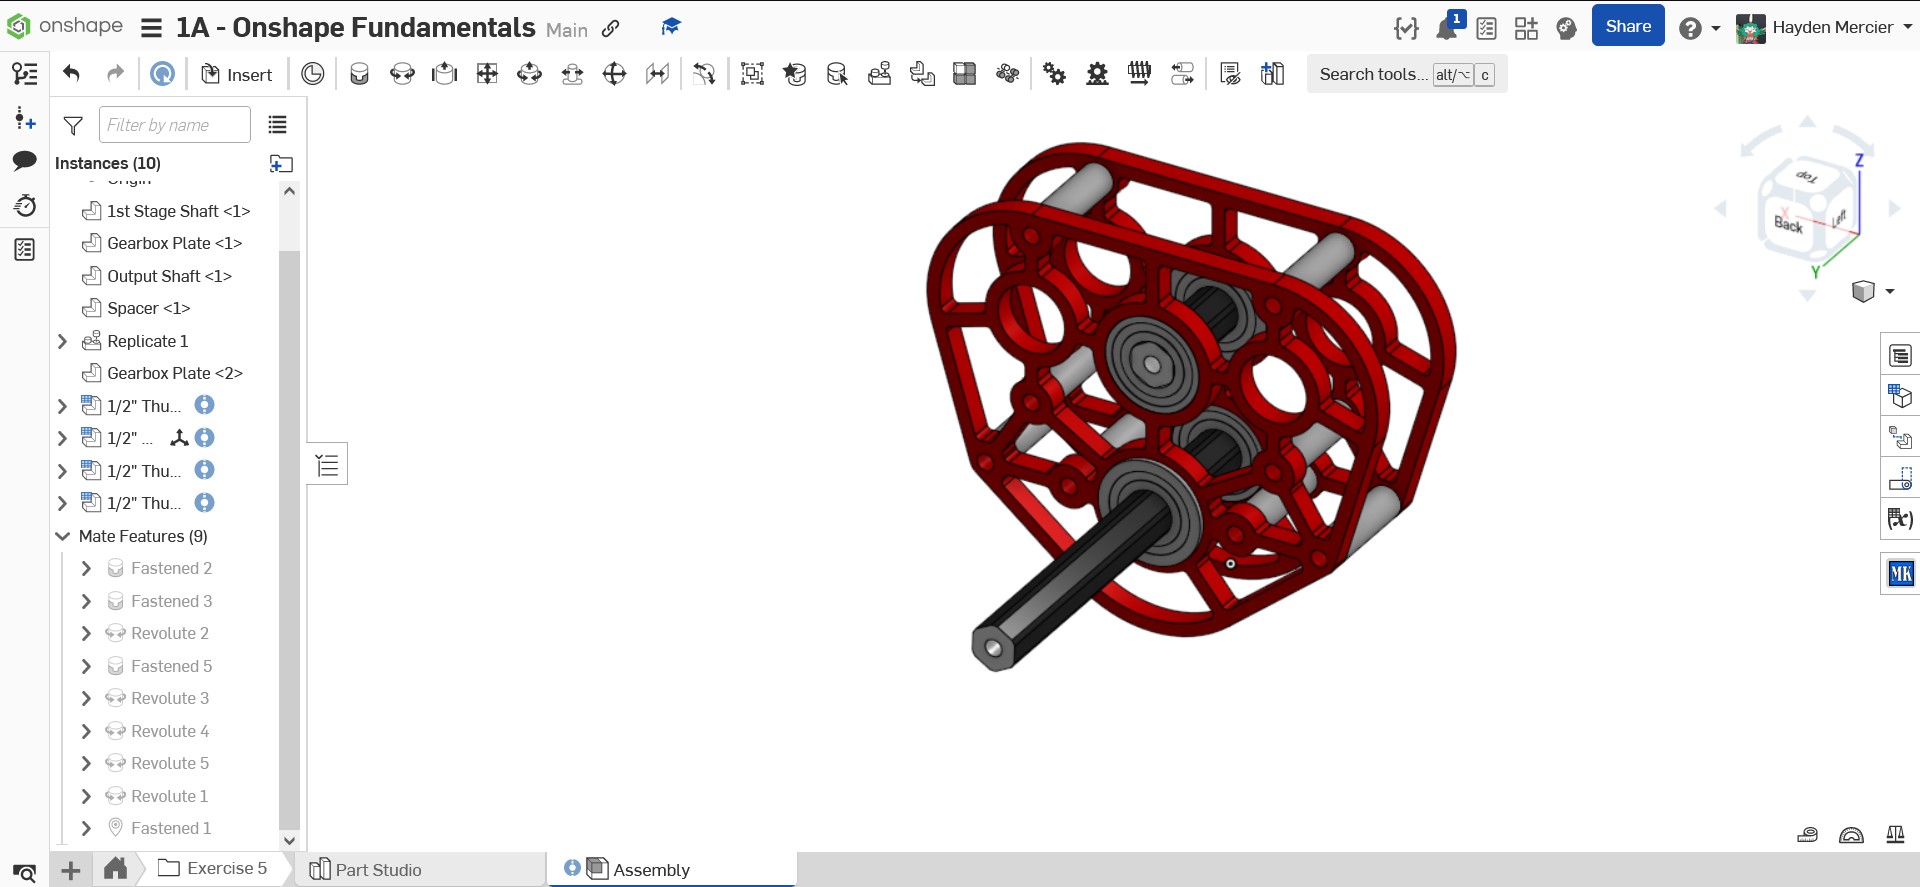 onshape
1A - Onshape Fundamentals Main
1
Share
Hayden Mercier
Insert
Search tools... alt/⌥ c
Filter by name
Instances (10)
Origin
1st Stage Shaft <1>
Gearbox Plate <1>
Output Shaft <1>
Spacer <1>
Replicate 1
Gearbox Plate <2>
1/2" Thu...
1/2" ...
1/2" Thu...
1/2" Thu...
Mate Features (9)
Fastened 2
Fastened 3
Revolute 2
Fastened 5
Revolute 3
Revolute 4
Revolute 5
Revolute 1
Fastened 1
Z
Top
X
Back
Left
Y
(x)
MK
Exercise 5
Part Studio
Assembly